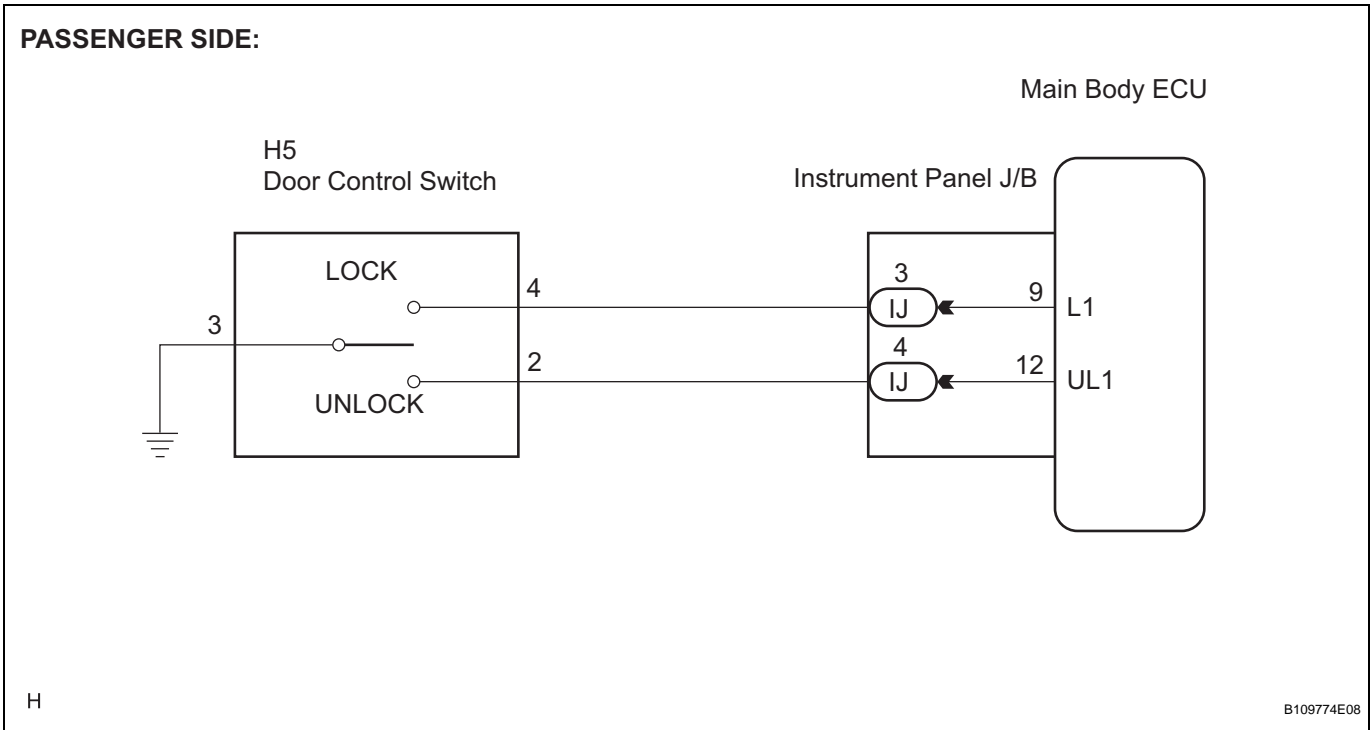 PASSENGER SIDE:
Main Body ECU
H5
Door Control Switch
Instrument Panel J/B
LOCK
UNLOCK
3
4
2
3
IJ
4
IJ
9
L1
12
UL1
H
B109774E08